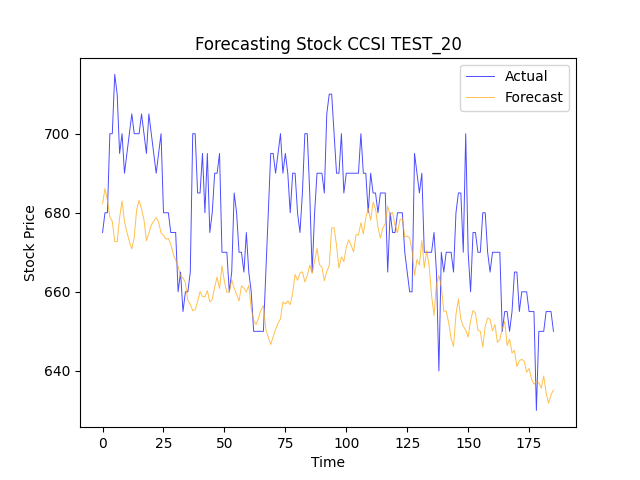 Forecasting Stock CCSI TEST_20
Actual
Forecast
Stock Price
700
680
660
640
0 25 50 75 100 125 150 175
Time